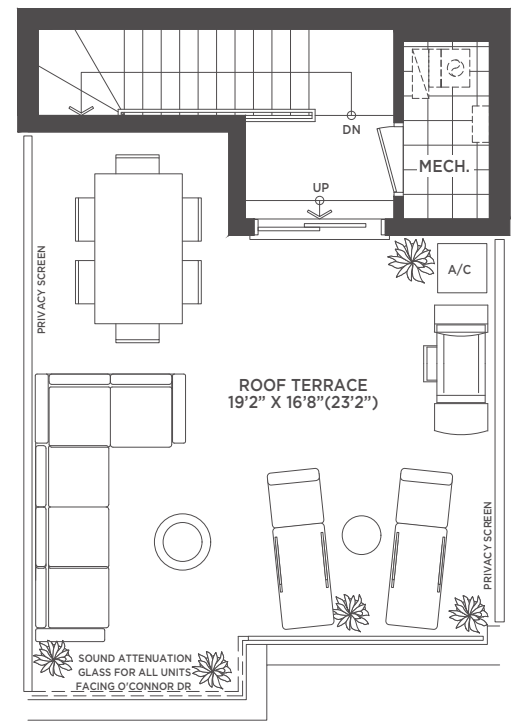 DN
MECH.
UP
A/C
PRIVACY SCREEN
ROOF TERRACE
19'2" X 16'8"(23'2")
PRIVACY SCREEN
SOUND ATTENUATION
GLASS FOR ALL UNITS
FACING O'CONNOR DR